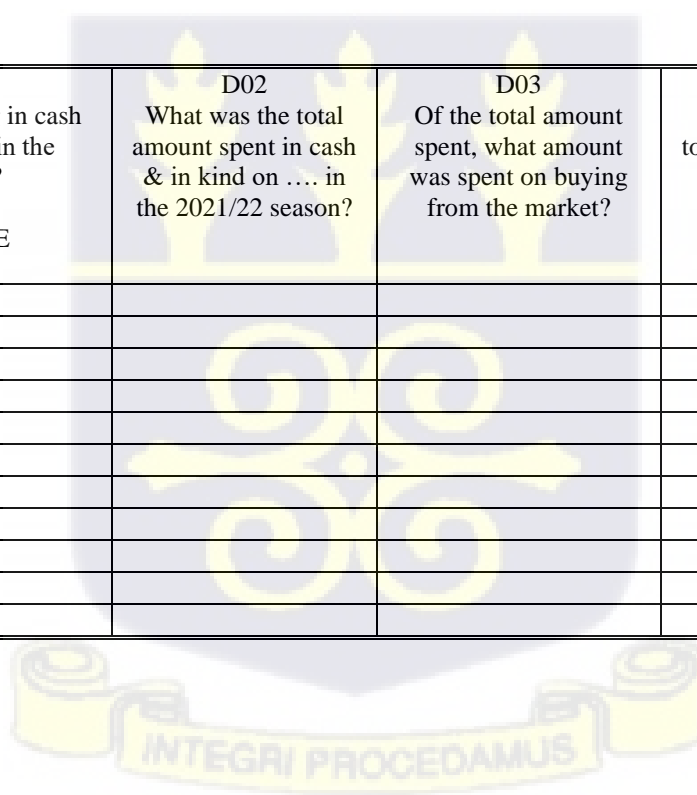 in cash
in the
?
E
D02
What was the total
amount spent in cash
& in kind on …. in
the 2021/22 season?
D03
Of the total amount
spent, what amount
was spent on buying
from the market?
to
INTEGRI PROCEDAMUS